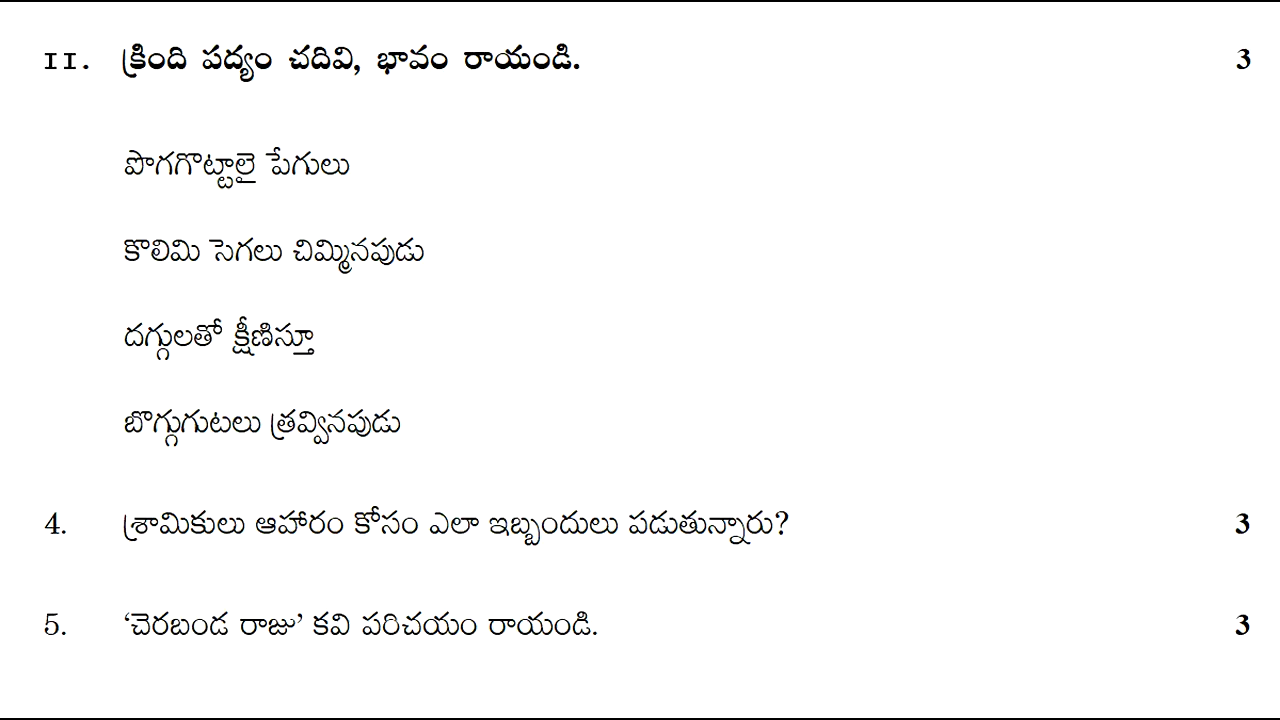 II. క్రింది పద్యం చదివి, భావం రాయండి. 3
పొగగొట్టాలై పేగులు
కొలిమి సెగలు చిమ్మినపుడు
దగ్గులతో క్షీణిస్తూ
బొగ్గుగుటలు త్రవ్వినపుడు
4. శ్రామికులు ఆహారం కోసం ఎలా ఇబ్బందులు పడుతున్నారు? 3
5. ‘చెరబండ రాజు’ కవి పరిచయం రాయండి. 3